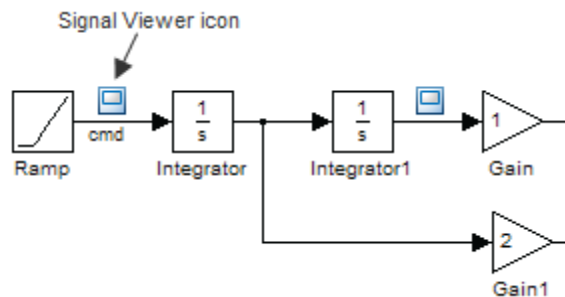 Signal Viewer icon
cmd
Ramp
1
s
Integrator
1
s
Integrator1
1
Gain
2
Gain1